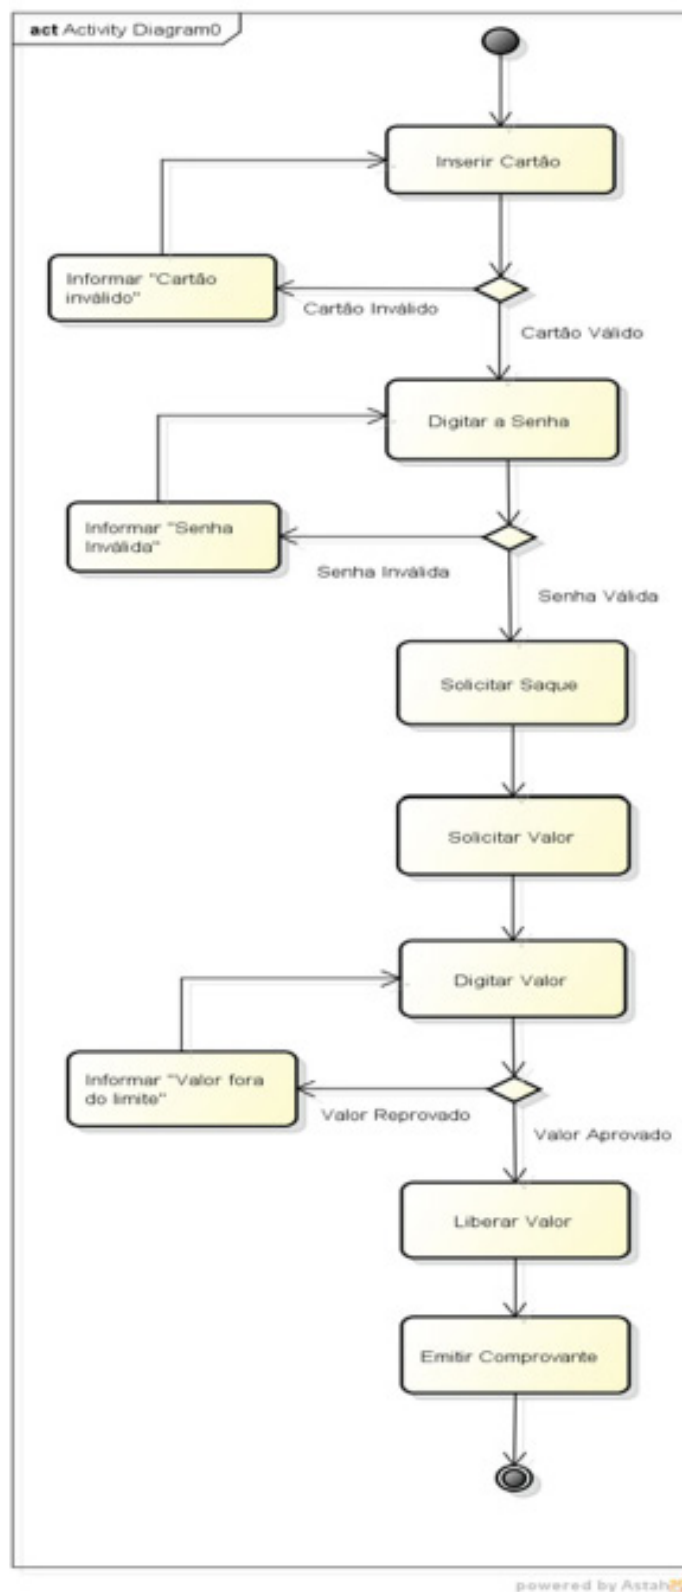 act Activity Diagram0
Inserir Cartão
Informar "Cartão
inválido"
Cartão Inválido
Cartão Válido
Digitar a Senha
Informar "Senha
Inválida"
Senha Inválida
Senha Válida
Solicitar Saque
Solicitar Valor
Digitar Valor
Informar "Valor fora
do limite"
Valor Reprovado
Valor Aprovado
Liberar Valor
Emitir Comprovante
powered by Astah